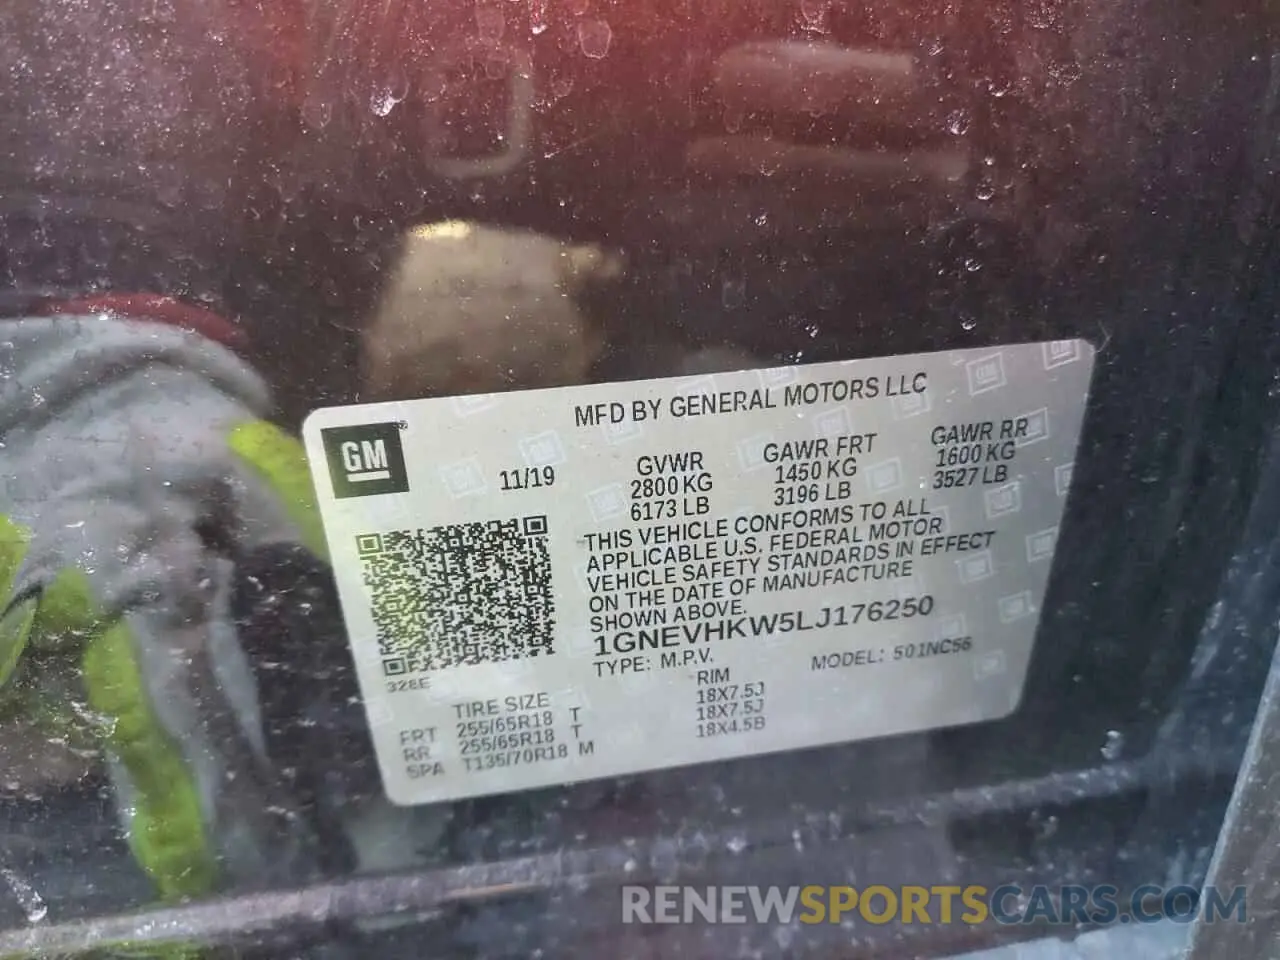 MFD BY GENERAL MOTORS LLC
GM ®
11/19
GVWR
2800 KG
6173 LB
GAWR FRT
1450 KG
3196 LB
GAWR RR
1600 KG
3527 LB
THIS VEHICLE CONFORMS TO ALL
APPLICABLE U.S. FEDERAL MOTOR
VEHICLE SAFETY STANDARDS IN EFFECT
ON THE DATE OF MANUFACTURE
SHOWN ABOVE.
1GNEVHKW5LJ176250
TYPE: M.P.V.
MODEL: 501NC56
328E
TIRE SIZE
RIM
FRT 255/65R18 T 18X7.5J
RR 255/65R18 T 18X7.5J
SPA T135/70R18 M 18X4.5B
RENEWSPORTSCARS.COM